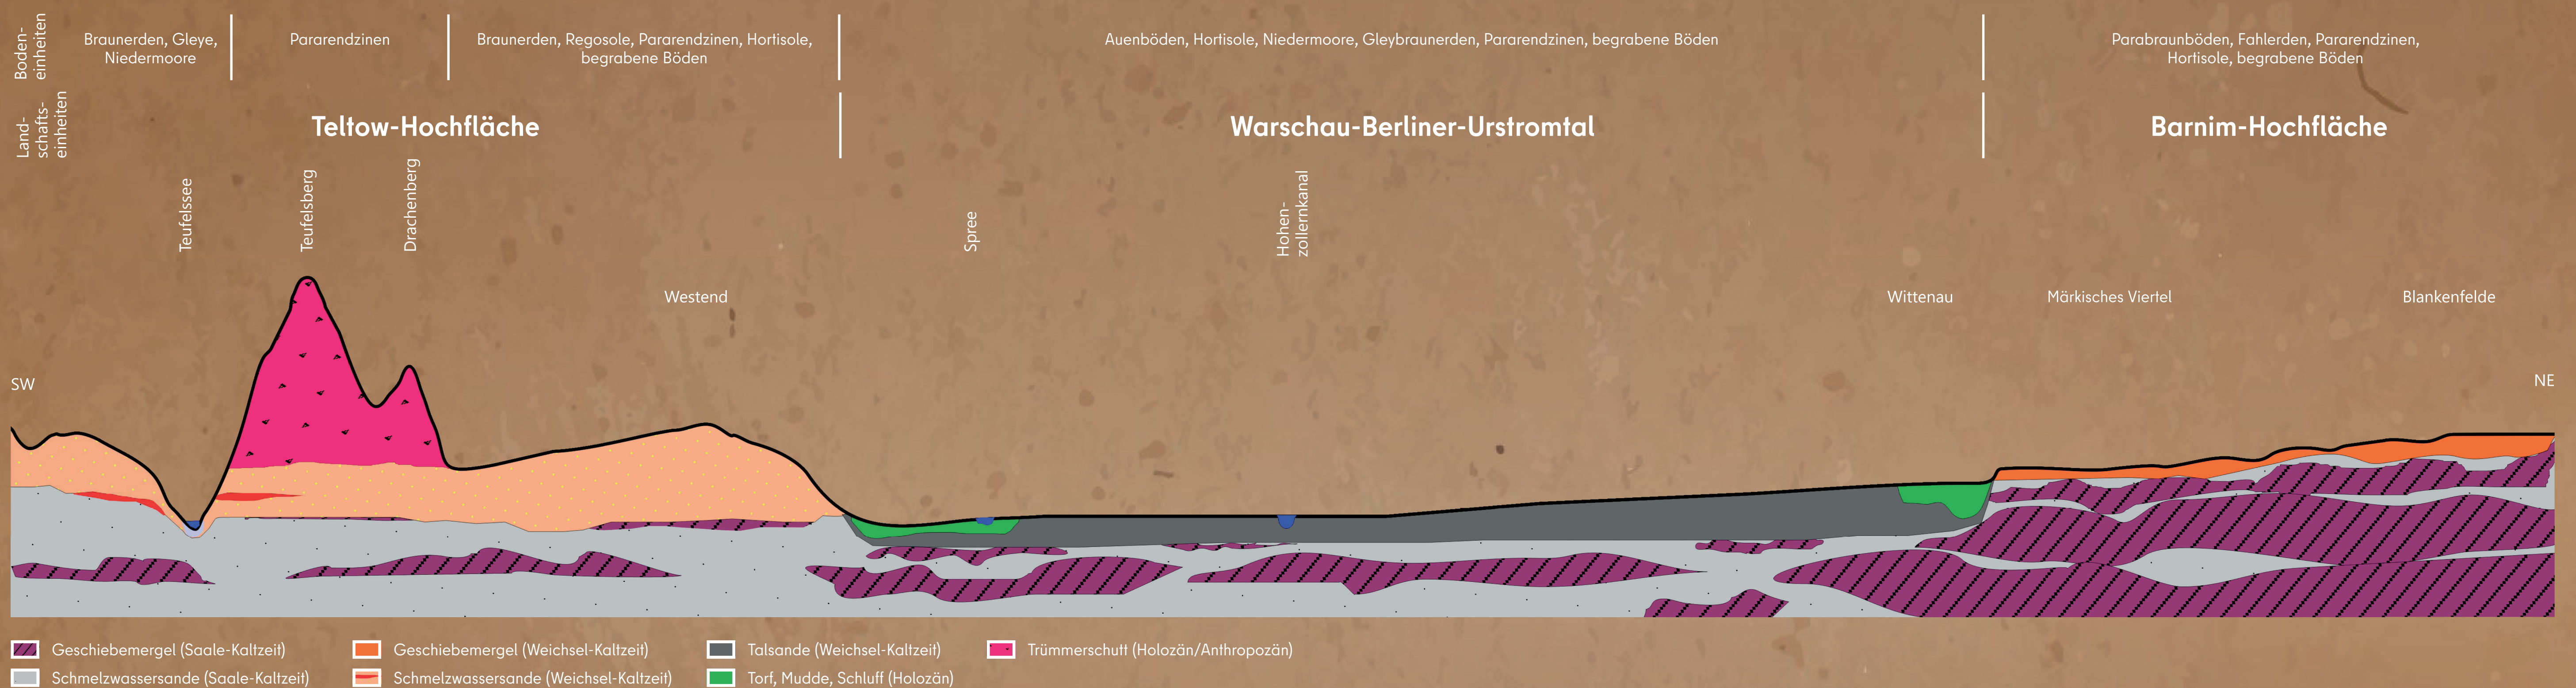 Boden-
einheiten
Braunerden, Gleye,
Niedermoore
Pararendzinen
Braunerden, Regosole, Pararendzinen, Hortisole,
begrabene Böden
Auenböden, Hortisole, Niedermoore, Gleybraunerden, Pararendzinen, begrabene Böden
Parabraunböden, Fahlerden, Pararendzinen,
Hortisole, begrabene Böden
Land-
schafts-
einheiten
Teltow-Hochfläche
Warschau-Berliner-Urstromtal
Barnim-Hochfläche
Teufelssee
Teufelsberg
Drachenberg
Spree
Hohen-
zollernkanal
Westend
Wittenau
Märkisches Viertel
Blankenfelde
SW
NE
Geschiebemergel (Saale-Kaltzeit)
Geschiebemergel (Weichsel-Kaltzeit)
Talsande (Weichsel-Kaltzeit)
Trümmerschutt (Holozän/Anthropozän)
Schmelzwassersande (Saale-Kaltzeit)
Schmelzwassersande (Weichsel-Kaltzeit)
Torf, Mudde, Schluff (Holozän)